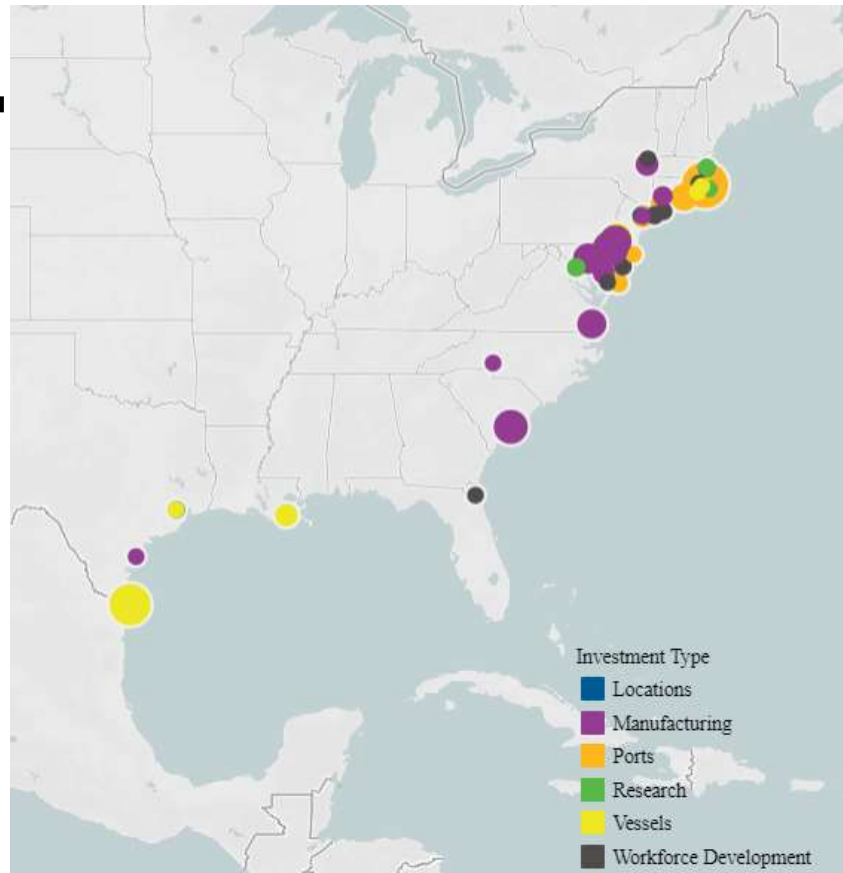 Investment Type
Locations
Manufacturing
Ports
Research
Vessels
Workforce Development